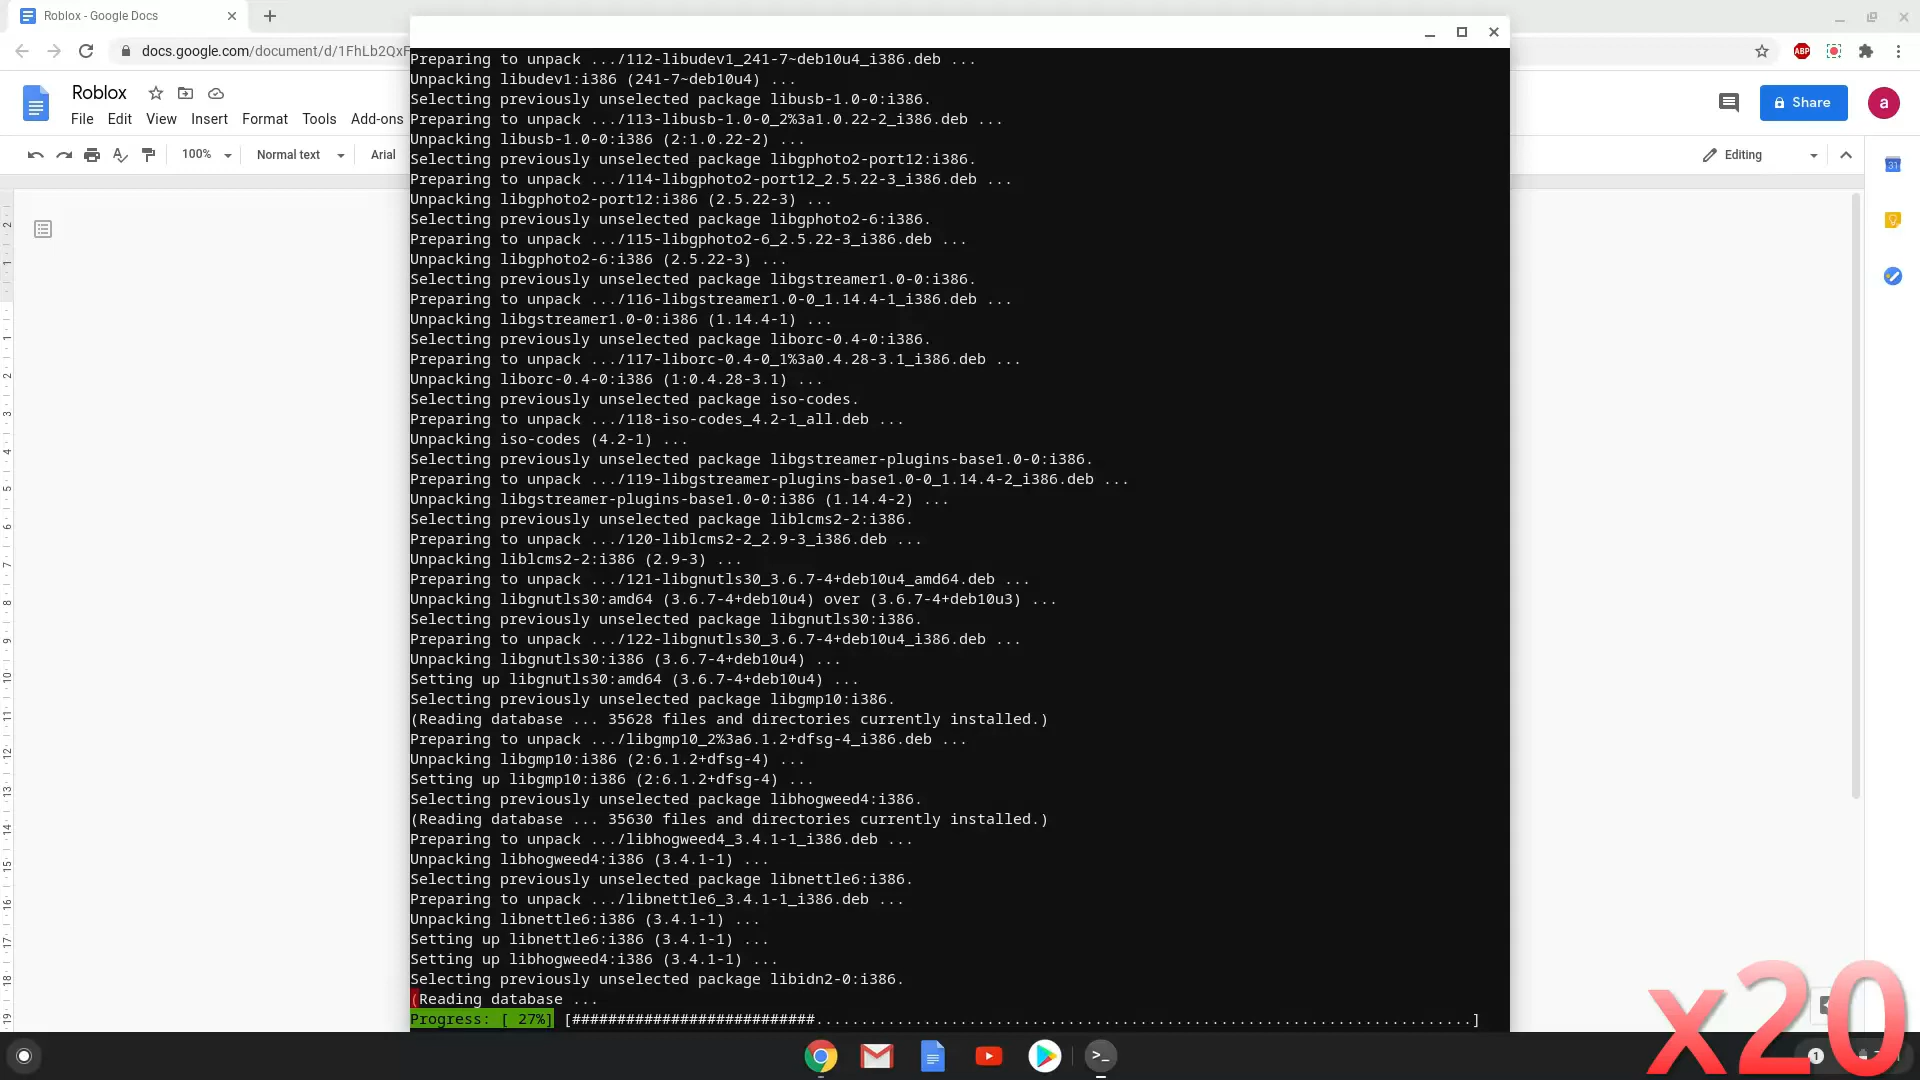 Roblox - Google Docs
docs.google.com/document/d/1FhLb2QxF
ABP
Roblox
File Edit View Insert Format Tools Add-ons
Share
a
100% Normal text Arial
Editing
31
Preparing to unpack .../112-libudev1_241-7~deb10u4_i386.deb ...
Unpacking libudev1:i386 (241-7~deb10u4) ...
Selecting previously unselected package libusb-1.0-0:i386.
Preparing to unpack .../113-libusb-1.0-0_2%3a1.0.22-2_i386.deb ...
Unpacking libusb-1.0-0:i386 (2:1.0.22-2) ...
Selecting previously unselected package libgphoto2-port12:i386.
Preparing to unpack .../114-libgphoto2-port12_2.5.22-3_i386.deb ...
Unpacking libgphoto2-port12:i386 (2.5.22-3) ...
Selecting previously unselected package libgphoto2-6:i386.
Preparing to unpack .../115-libgphoto2-6_2.5.22-3_i386.deb ...
Unpacking libgphoto2-6:i386 (2.5.22-3) ...
Selecting previously unselected package libgstreamer1.0-0:i386.
Preparing to unpack .../116-libgstreamer1.0-0_1.14.4-1_i386.deb ...
Unpacking libgstreamer1.0-0:i386 (1.14.4-1) ...
Selecting previously unselected package liborc-0.4-0:i386.
Preparing to unpack .../117-liborc-0.4-0_1%3a0.4.28-3.1_i386.deb ...
Unpacking liborc-0.4-0:i386 (1:0.4.28-3.1) ...
Selecting previously unselected package iso-codes.
Preparing to unpack .../118-iso-codes_4.2-1_all.deb ...
Unpacking iso-codes (4.2-1) ...
Selecting previously unselected package libgstreamer-plugins-base1.0-0:i386.
Preparing to unpack .../119-libgstreamer-plugins-base1.0-0_1.14.4-2_i386.deb ...
Unpacking libgstreamer-plugins-base1.0-0:i386 (1.14.4-2) ...
Selecting previously unselected package liblcms2-2:i386.
Preparing to unpack .../120-liblcms2-2_2.9-3_i386.deb ...
Unpacking liblcms2-2:i386 (2.9-3) ...
Preparing to unpack .../121-libgnutls30_3.6.7-4+deb10u4_amd64.deb ...
Unpacking libgnutls30:amd64 (3.6.7-4+deb10u4) over (3.6.7-4+deb10u3) ...
Selecting previously unselected package libgnutls30:i386.
Preparing to unpack .../122-libgnutls30_3.6.7-4+deb10u4_i386.deb ...
Unpacking libgnutls30:i386 (3.6.7-4+deb10u4) ...
Setting up libgnutls30:amd64 (3.6.7-4+deb10u4) ...
Selecting previously unselected package libgmp10:i386.
(Reading database ... 35628 files and directories currently installed.)
Preparing to unpack .../libgmp10_2%3a6.1.2+dfsg-4_i386.deb ...
Unpacking libgmp10:i386 (2:6.1.2+dfsg-4) ...
Setting up libgmp10:i386 (2:6.1.2+dfsg-4) ...
Selecting previously unselected package libhogweed4:i386.
(Reading database ... 35630 files and directories currently installed.)
Preparing to unpack .../libhogweed4_3.4.1-1_i386.deb ...
Unpacking libhogweed4:i386 (3.4.1-1) ...
Selecting previously unselected package libnettle6:i386.
Preparing to unpack .../libnettle6_3.4.1-1_i386.deb ...
Unpacking libnettle6:i386 (3.4.1-1) ...
Setting up libnettle6:i386 (3.4.1-1) ...
Setting up libhogweed4:i386 (3.4.1-1) ...
Selecting previously unselected package libidn2-0:i386.
(Reading database ...
Progress: [ 27%] [###########################.........................................................................]
x20
1